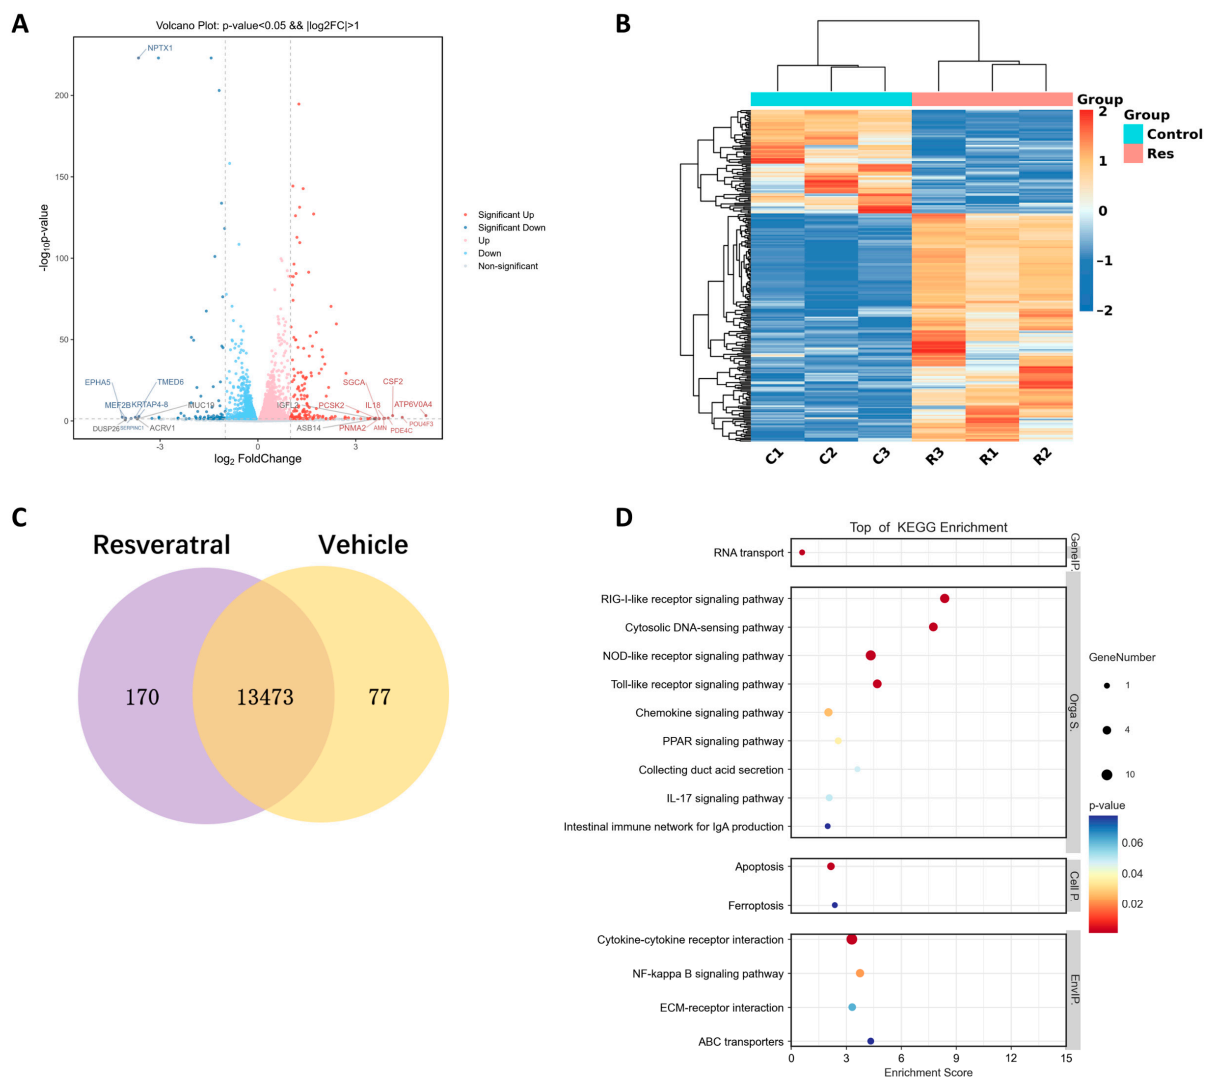 A
Volcano Plot: p-value<0.05 && |log2FC|>1
NPTX1
200
150
100
50
0
-log10p-value
Significant Up
Significant Down
Up
Down
Non-significant
EPHA5
TMED6
MEF2B
KRTAP4-8
MUC19
DUSP26
SERPINC1
ACRV1
IGFL2
PCSK2
SGCA
CSF2
IL18
ATP6V0A4
ASB14
PNMA2
AMN
PDE4C
POU4F3
-3
0
3
log2 FoldChange
B
Group
2
1
0
−1
−2
Group
Control
Res
C1
C2
C3
R3
R1
R2
C
Resveratral
Vehicle
170
13473
77
D
Top of KEGG Enrichment
RNA transport
GeneIP.
RIG-I-like receptor signaling pathway
Cytosolic DNA-sensing pathway
NOD-like receptor signaling pathway
Toll-like receptor signaling pathway
Chemokine signaling pathway
PPAR signaling pathway
Collecting duct acid secretion
IL-17 signaling pathway
Intestinal immune network for IgA production
Orga S.
Apoptosis
Ferroptosis
Cell P.
Cytokine-cytokine receptor interaction
NF-kappa B signaling pathway
ECM-receptor interaction
ABC transporters
EnvIP.
0
3
6
9
12
15
Enrichment Score
GeneNumber
1
4
10
p-value
0.06
0.04
0.02